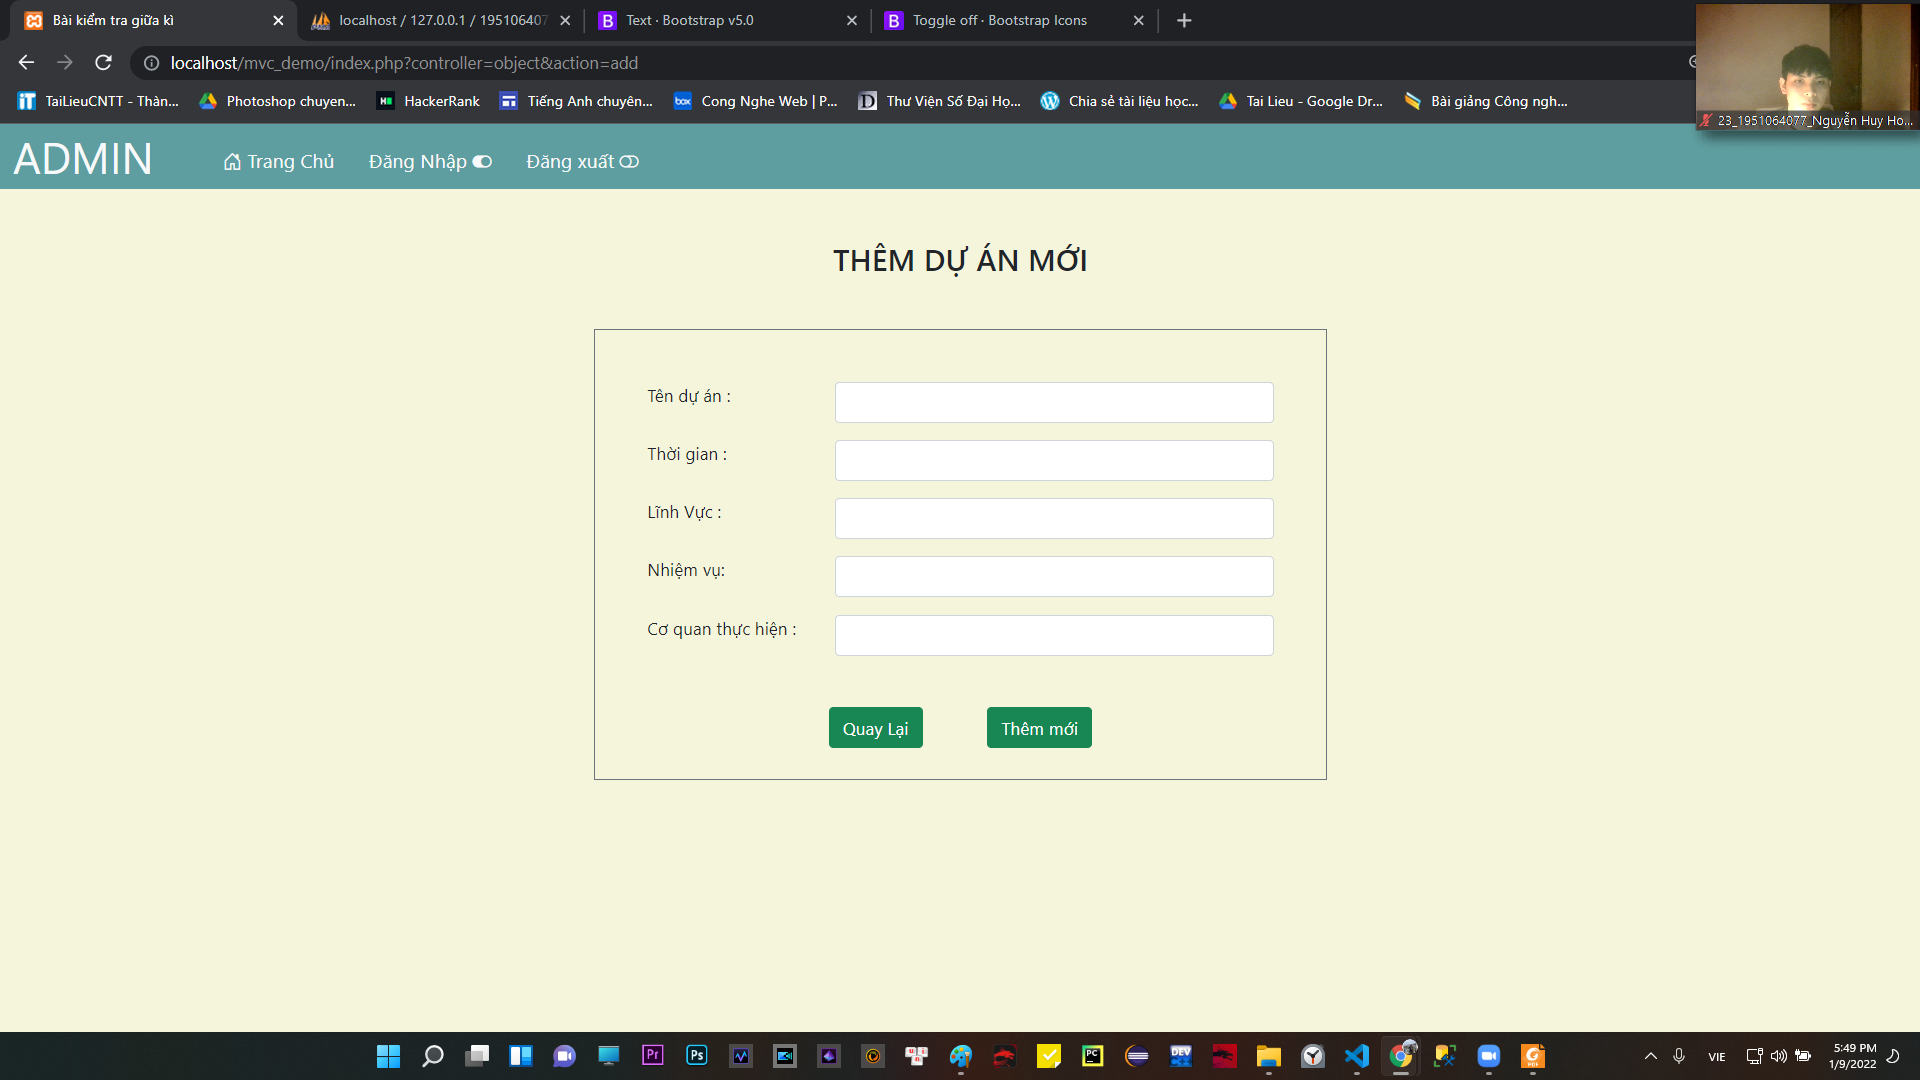 Bài kiểm tra giữa kì
localhost / 127.0.0.1 / 195106407
Text · Bootstrap v5.0
Toggle off · Bootstrap Icons
localhost/mvc_demo/index.php?controller=object&action=add
TaiLieuCNTT - Thàn...
Photoshop chuyen...
HackerRank
Tiếng Anh chuyên...
Cong Nghe Web | P...
Thư Viện Số Đại Họ...
Chia sẻ tài liệu học...
Tai Lieu - Google Dr...
Bài giảng Công ngh...
23_1951064077_Nguyễn Huy Ho...
ADMIN
Trang Chủ
Đăng Nhập
Đăng xuất
THÊM DỰ ÁN MỚI
Tên dự án :
Thời gian :
Lĩnh Vực :
Nhiệm vụ:
Cơ quan thực hiện :
Quay Lại
Thêm mới
VIE
5:49 PM
1/9/2022